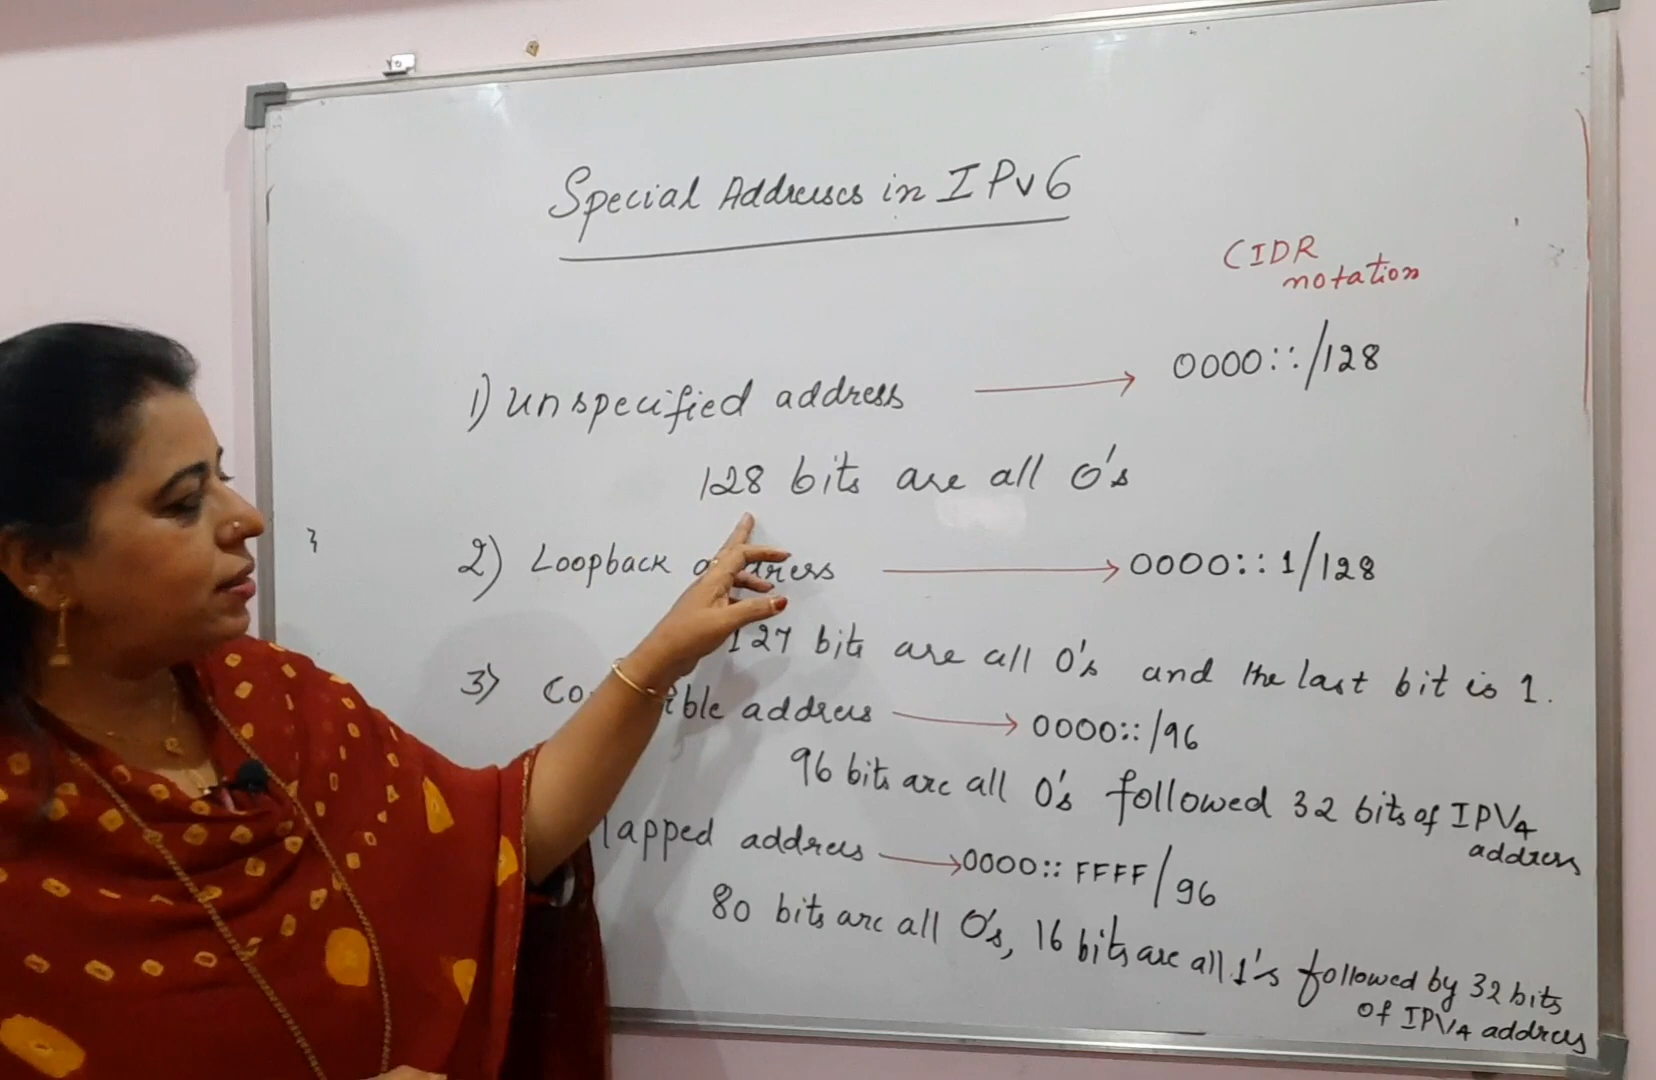 Special Addresses in IPv6
CIDR
notation
1) Unspecified address → 0000::/128
128 bits are all 0's
2) Loopback → 0000::1/128
127 bits are all 0's and the last bit is 1.
3) address → 0000::/96
96 bits are all 0's followed 32 bits of IPV4
address
address → 0000::FFFF/96
80 bits are all 0's, 16 bits are all 1's followed by 32 bits
of IPV4 address